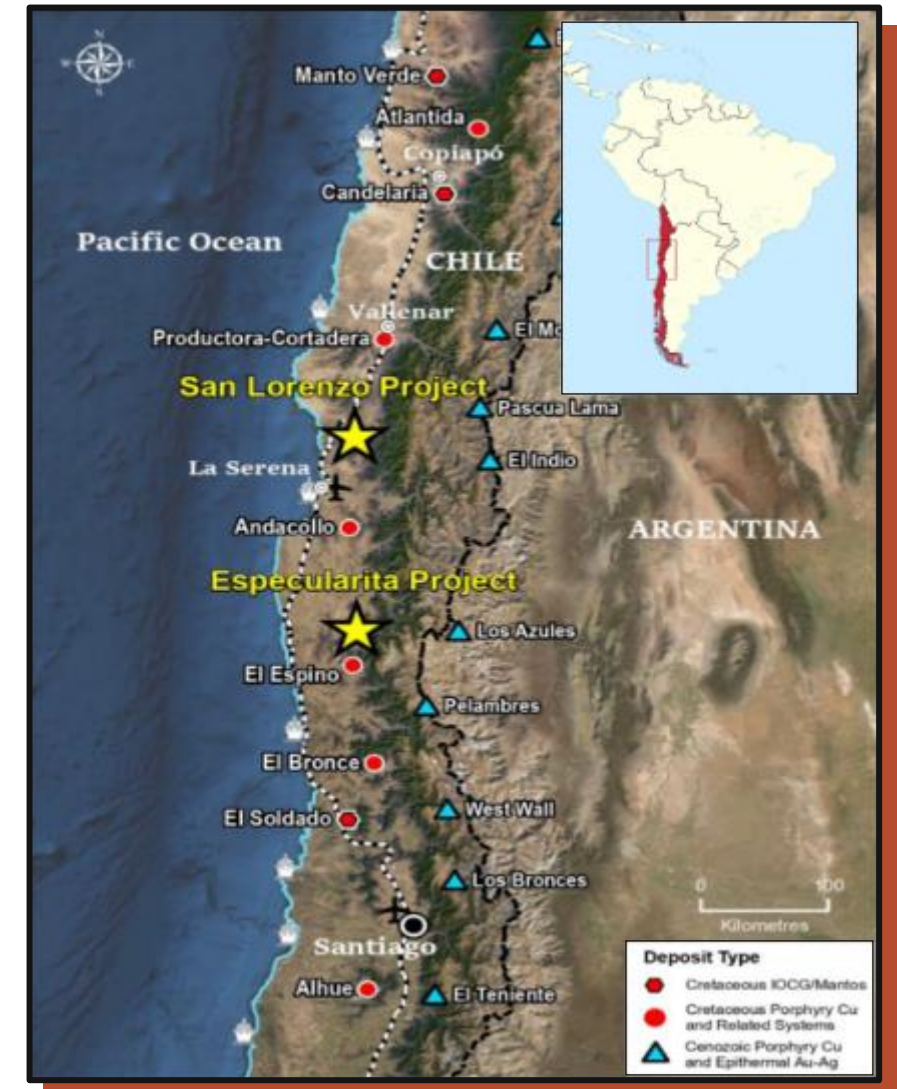 N
W
E
S
Manto Verde
Atlantida
Copiapó
Candelaria
Pacific Ocean
CHILE
Vallenar
El Mo
Productora-Cortadera
San Lorenzo Project
Pascua Lama
La Serena
El Indio
Andacollo
ARGENTINA
Especularita Project
Los Azules
El Espino
Pelambres
El Bronce
West Wall
El Soldado
Los Bronces
0 100
Kilometres
Santiago
Alhue
El Teniente
Deposit Type
Cretaceous IOCG/Mantos
Cretaceous Porphyry Cu
and Related Systems
Cenozoic Porphyry Cu
and Epithermal Au-Ag